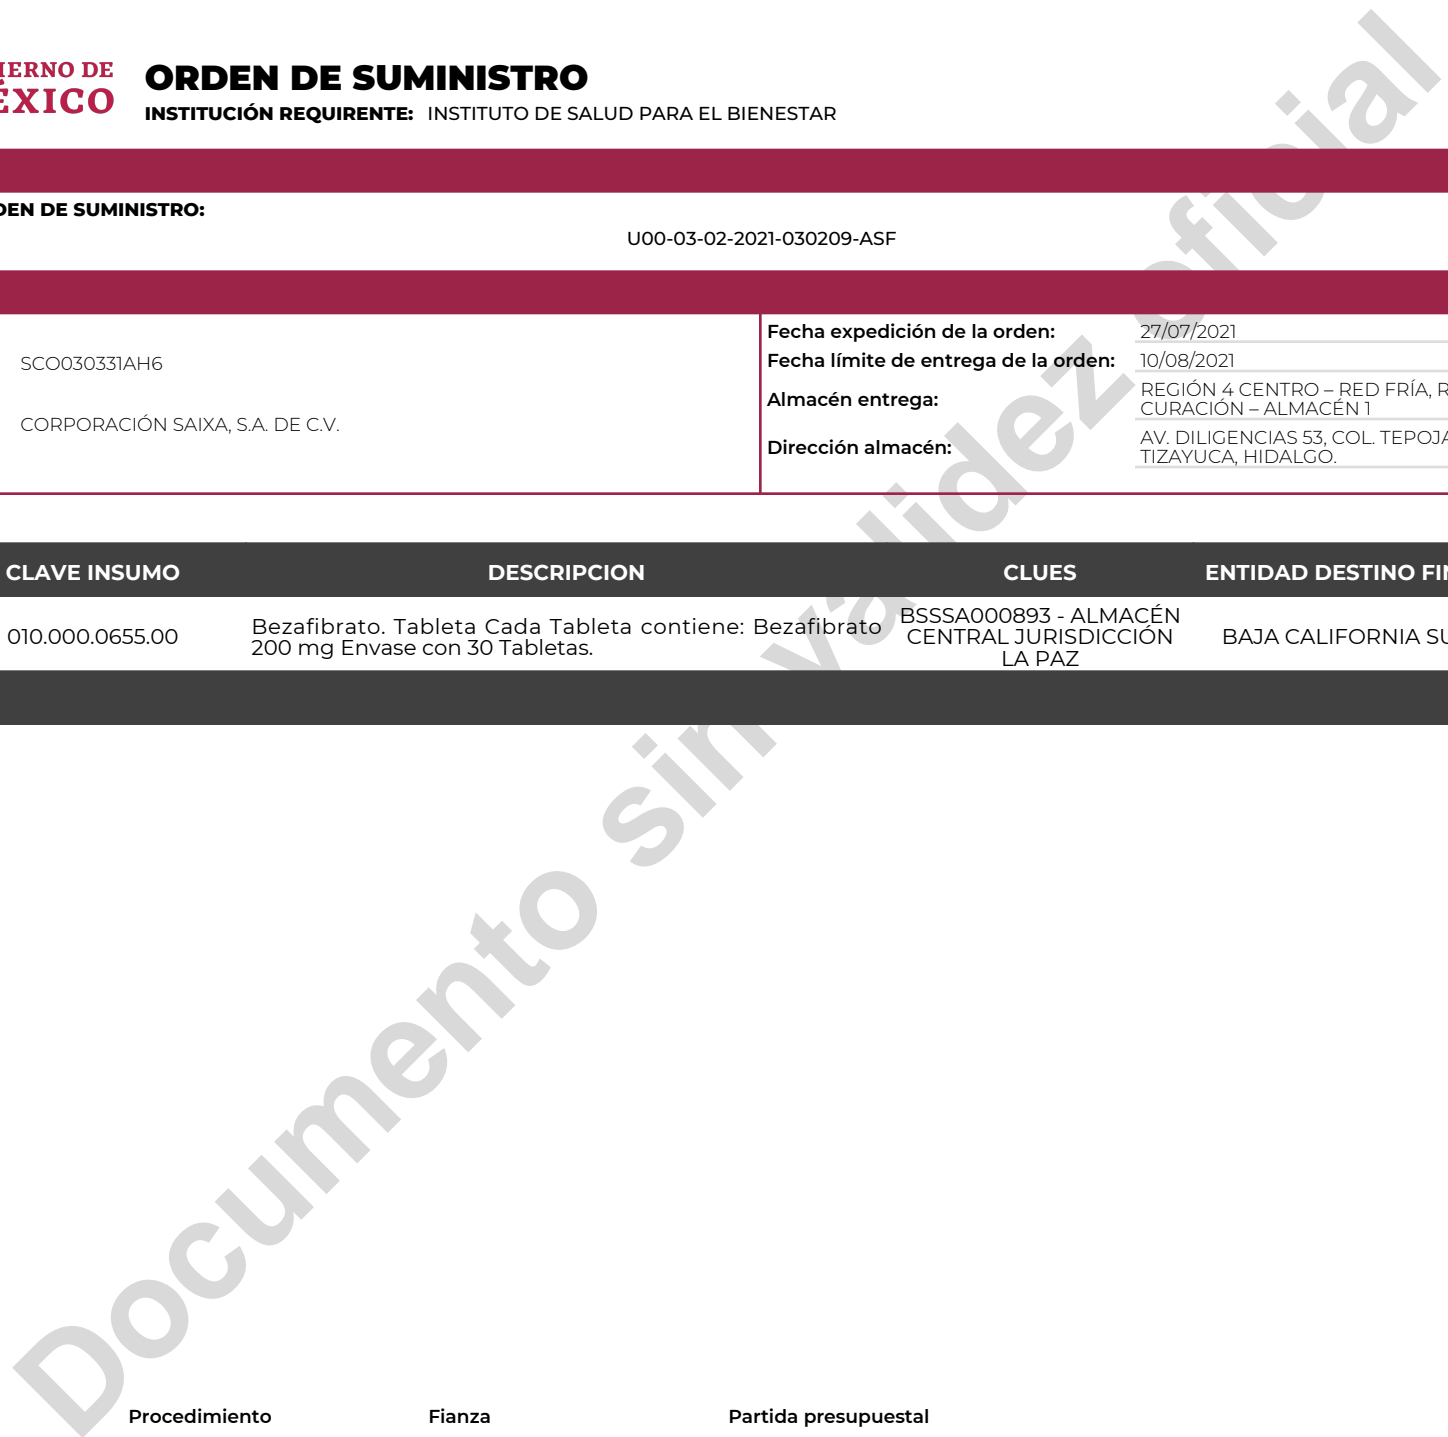 ORDEN DE SUMINISTRO
INSTITUCIÓN REQUIRENTE: INSTITUTO DE SALUD PARA EL BIENESTAR
DE
XICO
DE SUMINISTRO:
U00-03-02-2021-030209-ASF
SCO030331AH6
CORPORACIÓN SAIXA, S.A. DE C.V.
Fecha expedición de la orden: 27/07/2021
Fecha límite de entrega de la orden: 10/08/2021
Almacén entrega: REGIÓN 4 CENTRO – RED FRÍA, R
CURACIÓN – ALMACÉN 1
Dirección almacén: AV. DILIGENCIAS 53, COL. TEPOJA
TIZAYUCA, HIDALGO.
CLAVE INSUMO DESCRIPCION CLUES ENTIDAD DESTINO FIN
010.000.0655.00
Bezafibrato. Tableta Cada Tableta contiene: Bezafibrato
200 mg Envase con 30 Tabletas.
BSSSA000893 - ALMACÉN
CENTRAL JURISDICCIÓN
LA PAZ
BAJA CALIFORNIA SU
Documento sin validez oficial
Procedimiento Fianza Partida presupuestal